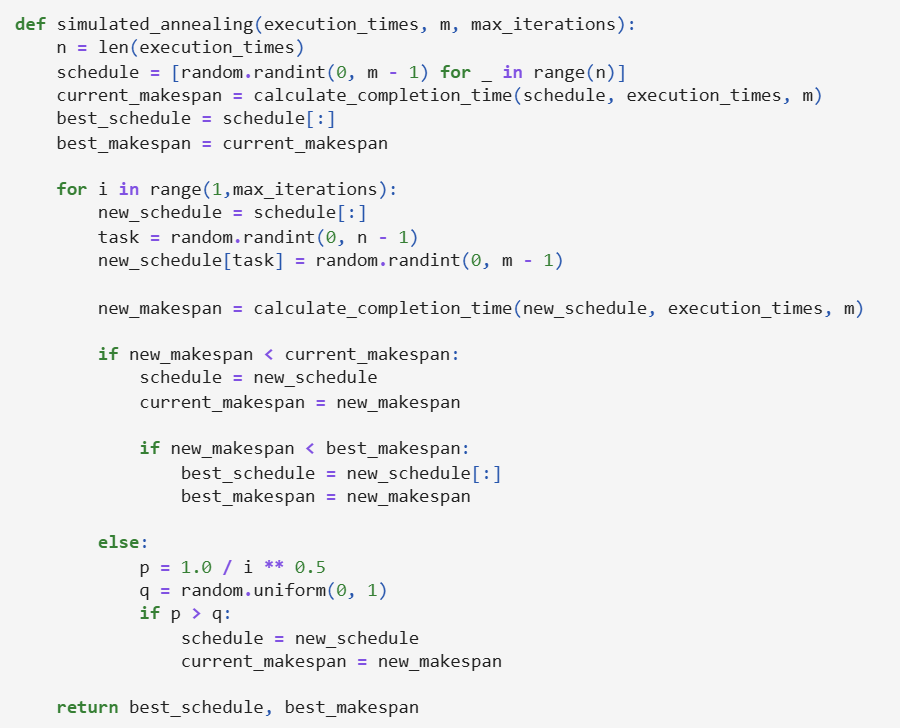 def simulated_annealing(execution_times, m, max_iterations):
    n = len(execution_times)
    schedule = [random.randint(0, m - 1) for _ in range(n)]
    current_makespan = calculate_completion_time(schedule, execution_times, m)
    best_schedule = schedule[:]
    best_makespan = current_makespan

    for i in range(1,max_iterations):
        new_schedule = schedule[:]
        task = random.randint(0, n - 1)
        new_schedule[task] = random.randint(0, m - 1)

        new_makespan = calculate_completion_time(new_schedule, execution_times, m)

        if new_makespan < current_makespan:
            schedule = new_schedule
            current_makespan = new_makespan

            if new_makespan < best_makespan:
                best_schedule = new_schedule[:]
                best_makespan = new_makespan

        else:
            p = 1.0 / i ** 0.5
            q = random.uniform(0, 1)
            if p > q:
                schedule = new_schedule
                current_makespan = new_makespan

    return best_schedule, best_makespan